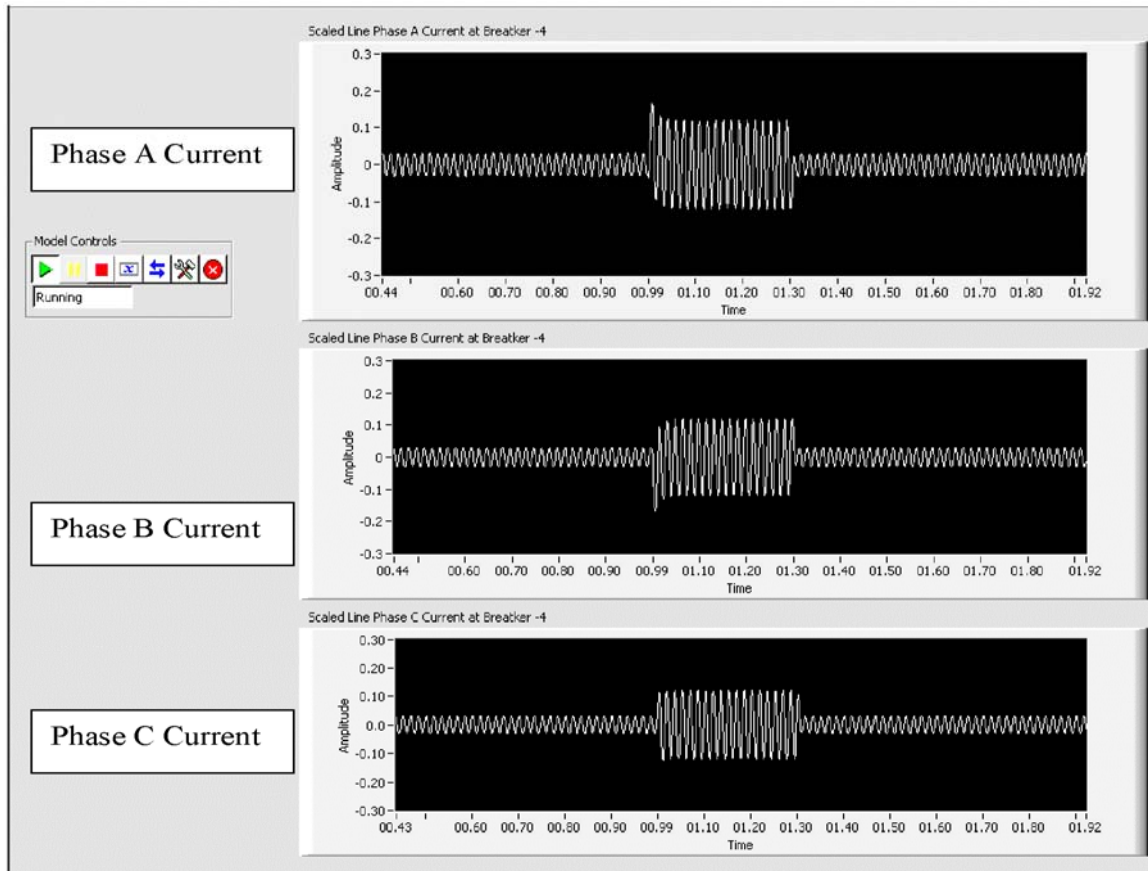 Scaled Line Phase A Current at Breatker -4
0.3
0.2
0.1
0
-0.1
-0.2
-0.3
Amplitude
00.44 00.60 00.70 00.80 00.90 00.99 01.10 01.20 01.30 01.40 01.50 01.60 01.70 01.80 01.92
Time
Phase A Current
Model Controls
x
Running
Scaled Line Phase B Current at Breatker -4
0.3
0.2
0.1
0
-0.1
-0.2
-0.3
Amplitude
00.44 00.60 00.70 00.80 00.90 00.99 01.10 01.20 01.30 01.40 01.50 01.60 01.70 01.80 01.92
Time
Phase B Current
Scaled Line Phase C Current at Breatker -4
0.30
0.20
0.10
0.0
-0.10
-0.20
-0.30
Amplitude
00.43 00.60 00.70 00.80 00.90 00.99 01.10 01.20 01.30 01.40 01.50 01.60 01.70 01.80 01.92
Time
Phase C Current